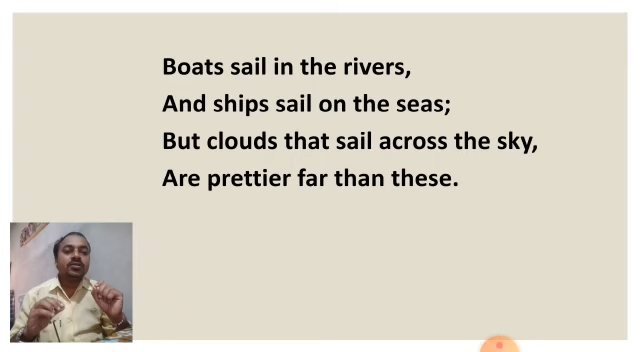 Boats sail in the rivers,
And ships sail on the seas;
But clouds that sail across the sky,
Are prettier far than these.